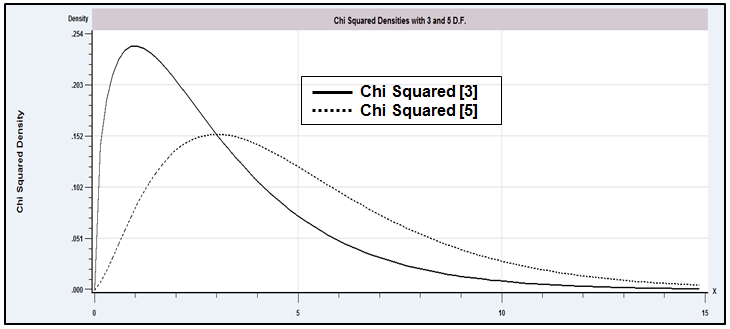 Density
Chi Squared Densities with 3 and 5 D.F.
.254
.203
.152
.102
.051
.000
Chi Squared Density
Chi Squared [3]
Chi Squared [5]
0
5
10
15
X